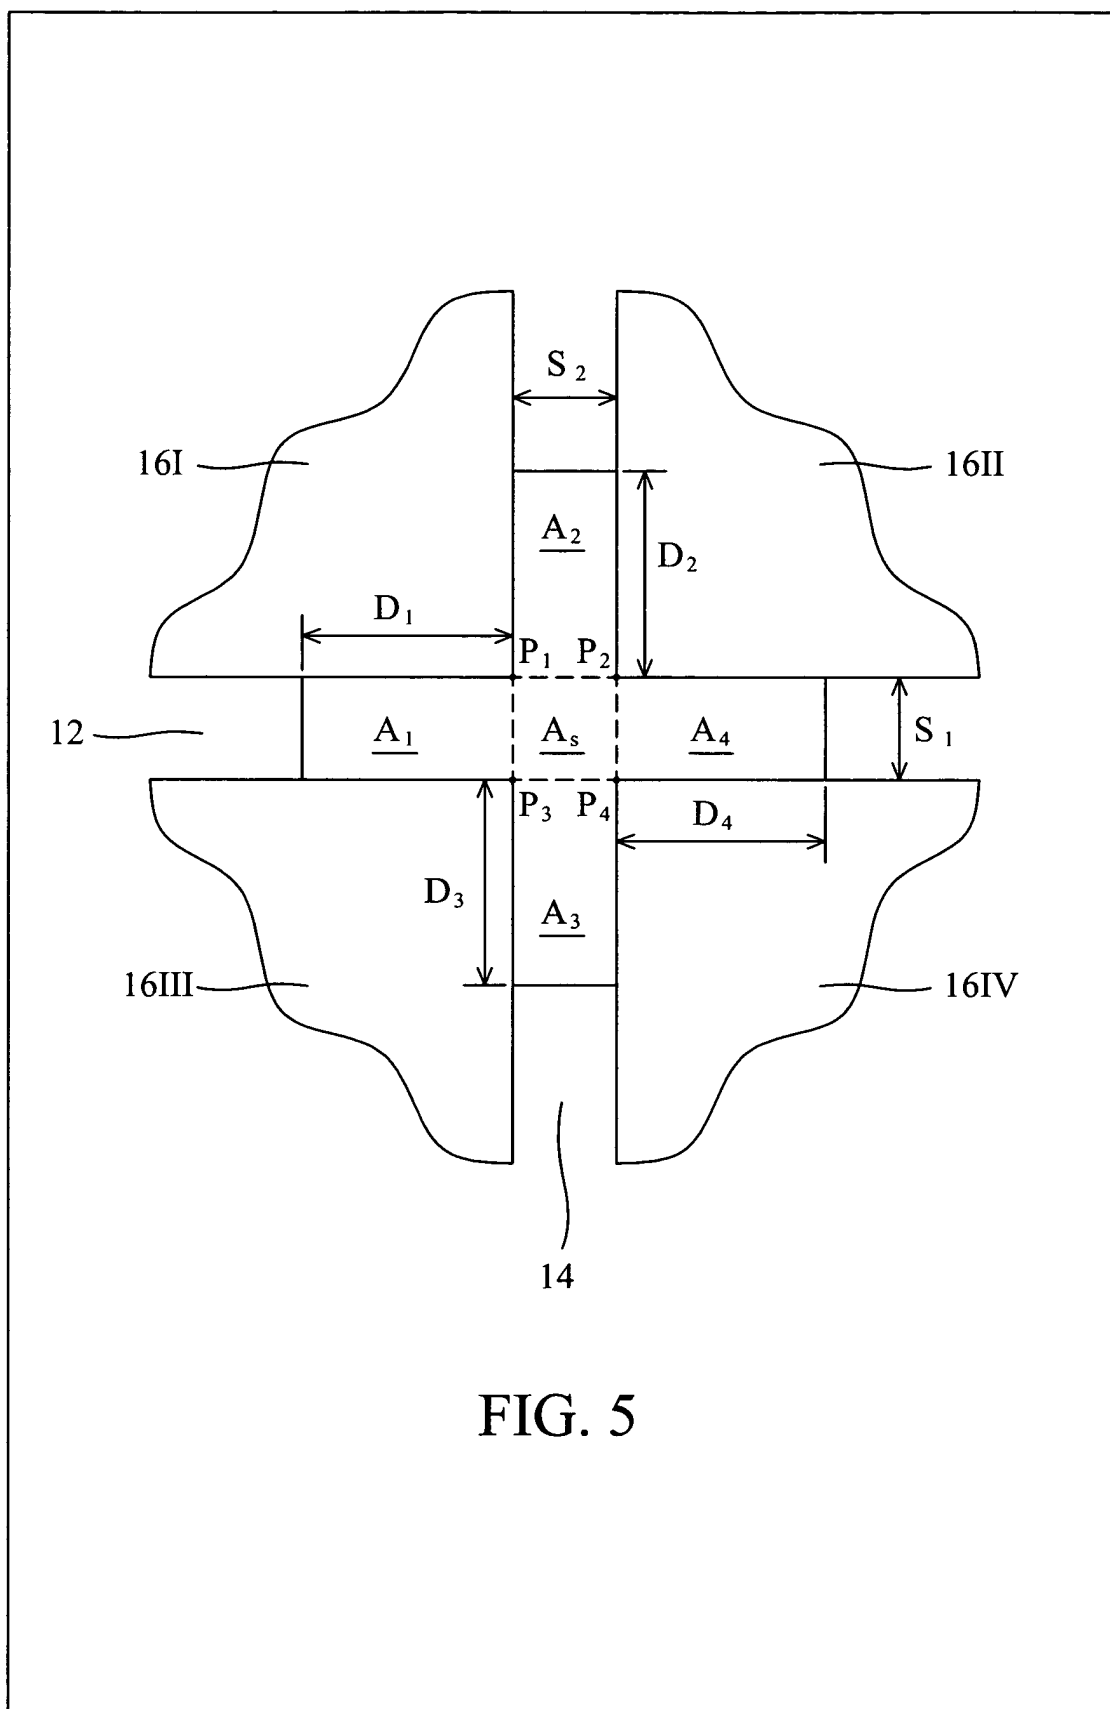 S₂
16I
16II
A₂
D₂
D₁
P₁ P₂
12
A₁ Aₛ A₄
S₁
P₃ P₄
D₄
D₃
A₃
16III
16IV
14
FIG. 5